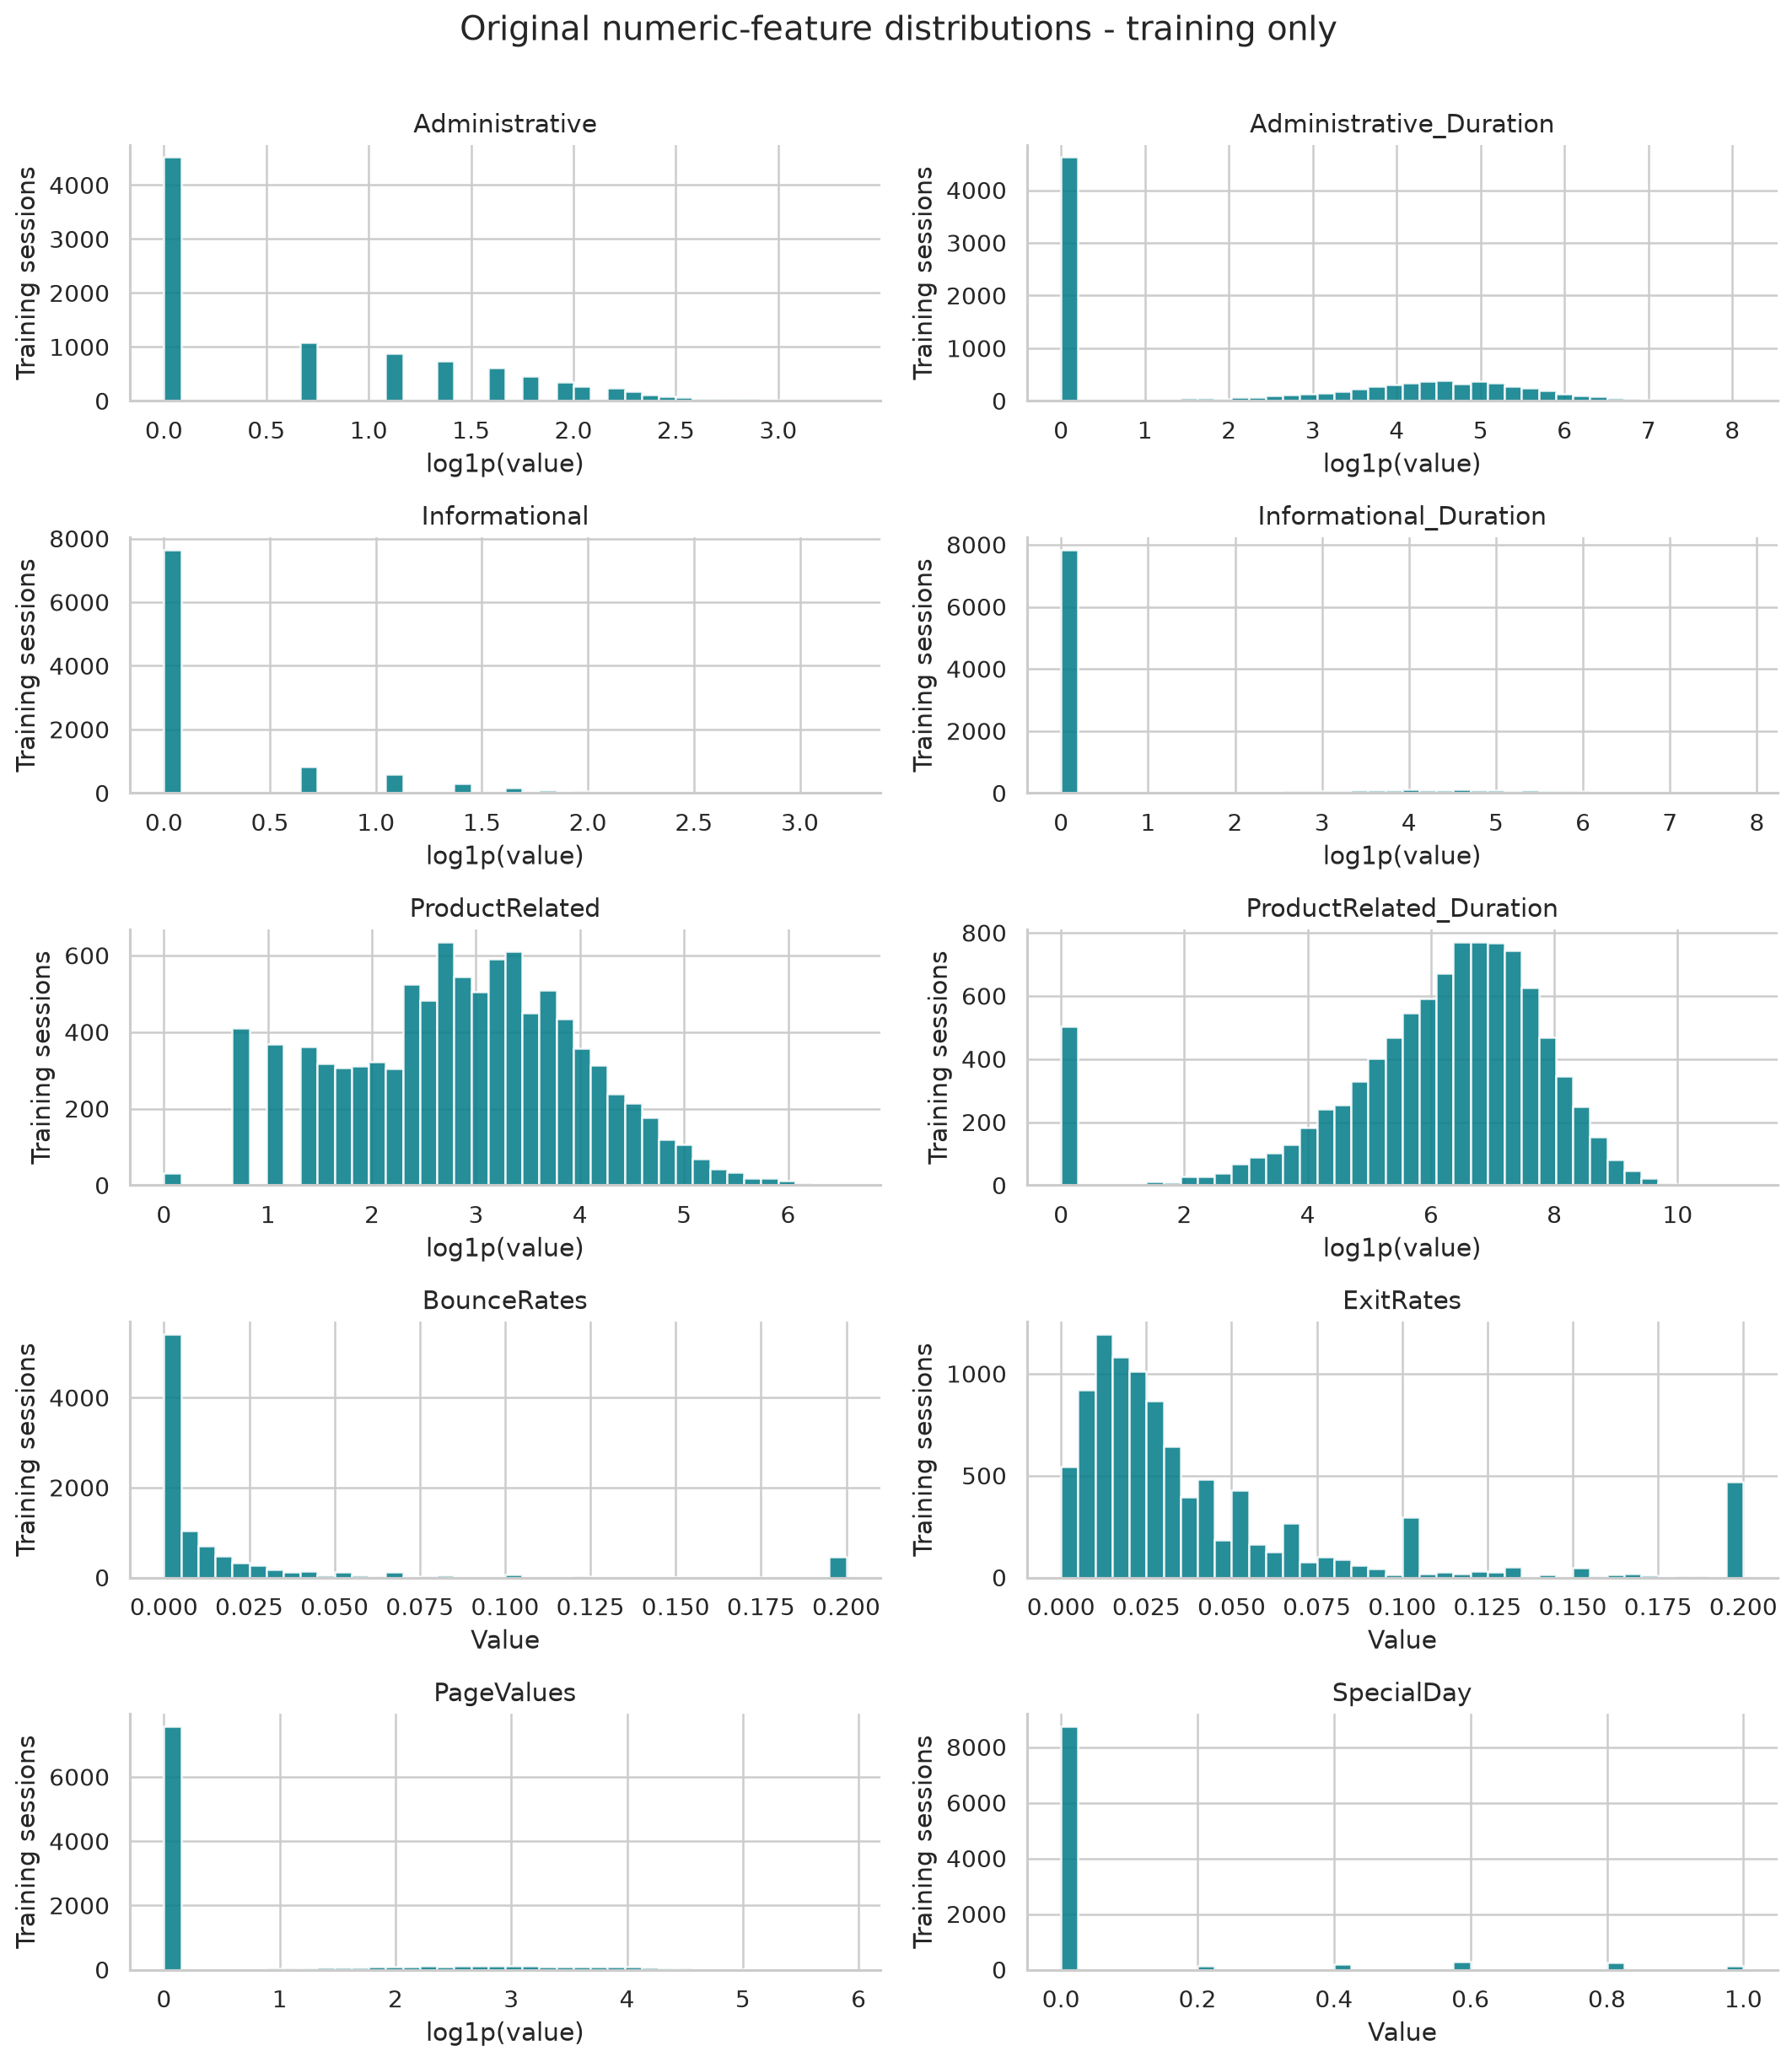 Original numeric-feature distributions - training only
Administrative
Training sessions
4000
3000
2000
1000
0
0.0 0.5 1.0 1.5 2.0 2.5 3.0
log1p(value)
Administrative_Duration
Training sessions
4000
3000
2000
1000
0
0 1 2 3 4 5 6 7 8
log1p(value)
Informational
Training sessions
8000
6000
4000
2000
0
0.0 0.5 1.0 1.5 2.0 2.5 3.0
log1p(value)
Informational_Duration
Training sessions
8000
6000
4000
2000
0
0 1 2 3 4 5 6 7 8
log1p(value)
ProductRelated
Training sessions
600
400
200
0
0 1 2 3 4 5 6
log1p(value)
ProductRelated_Duration
Training sessions
800
600
400
200
0
0 2 4 6 8 10
log1p(value)
BounceRates
Training sessions
4000
2000
0
0.000 0.025 0.050 0.075 0.100 0.125 0.150 0.175 0.200
Value
ExitRates
Training sessions
1000
500
0
0.000 0.025 0.050 0.075 0.100 0.125 0.150 0.175 0.200
Value
PageValues
Training sessions
6000
4000
2000
0
0 1 2 3 4 5 6
log1p(value)
SpecialDay
Training sessions
8000
6000
4000
2000
0
0.0 0.2 0.4 0.6 0.8 1.0
Value